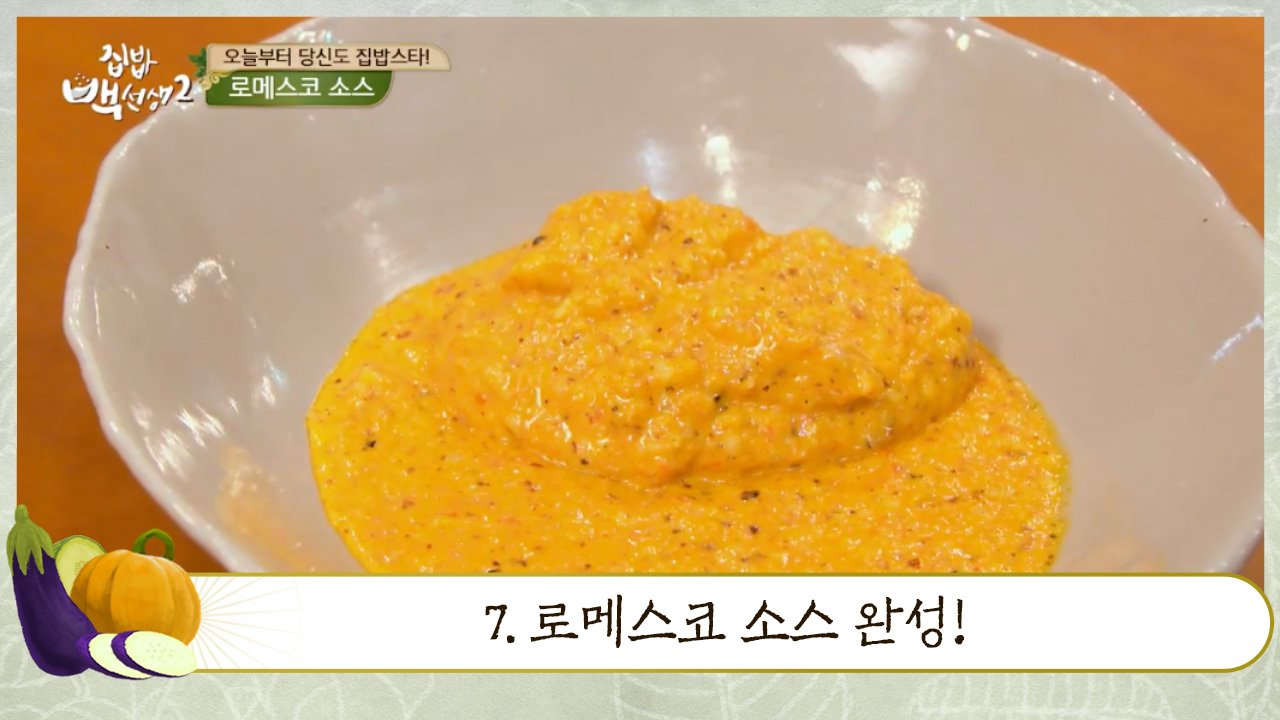 집밥
백선생2
오늘부터 당신도 집밥스타!
로메스코 소스
7. 로메스코 소스 완성!